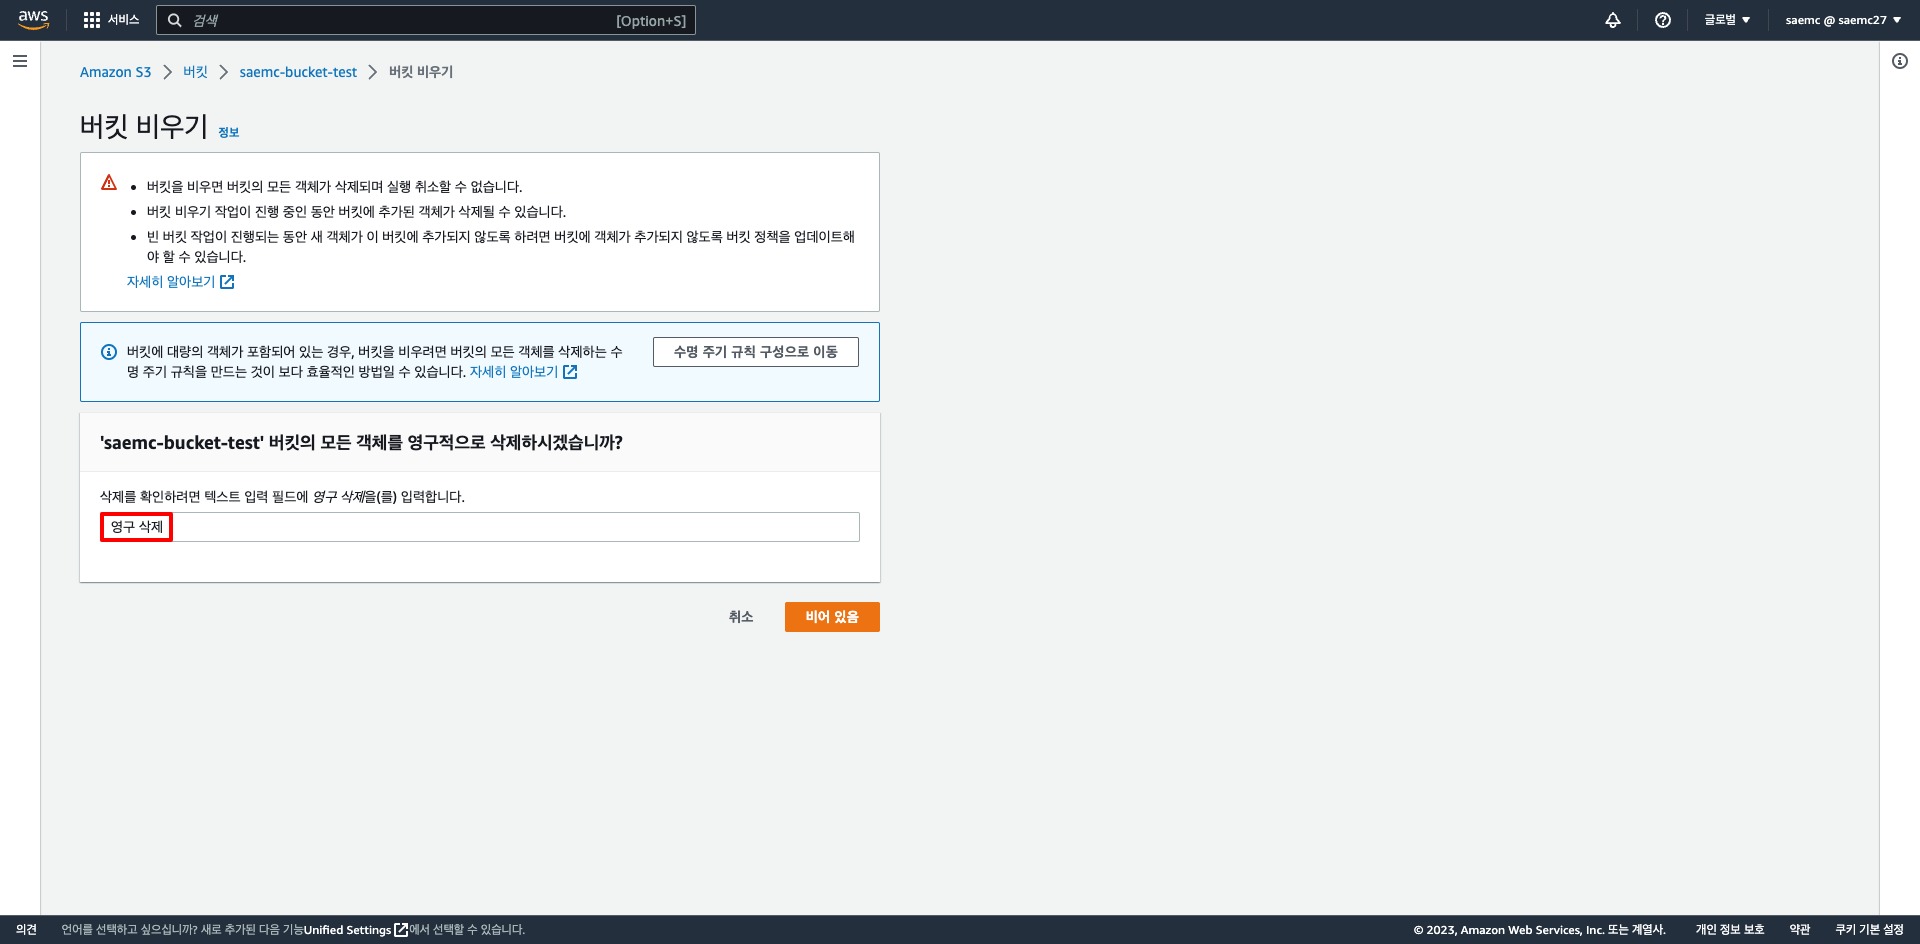 aws
서비스
검색
[Option+S]
글로벌
saemc @ saemc27
Amazon S3
버킷
saemc-bucket-test
버킷 비우기
버킷 비우기 정보
버킷을 비우면 버킷의 모든 객체가 삭제되며 실행 취소할 수 없습니다.
버킷 비우기 작업이 진행 중인 동안 버킷에 추가된 객체가 삭제될 수 있습니다.
빈 버킷 작업이 진행되는 동안 새 객체가 이 버킷에 추가되지 않도록 하려면 버킷에 객체가 추가되지 않도록 버킷 정책을 업데이트해
야 할 수 있습니다.
자세히 알아보기
버킷에 대량의 객체가 포함되어 있는 경우, 버킷을 비우려면 버킷의 모든 객체를 삭제하는 수
명 주기 규칙을 만드는 것이 보다 효율적인 방법일 수 있습니다. 자세히 알아보기
수명 주기 규칙 구성으로 이동
'saemc-bucket-test' 버킷의 모든 객체를 영구적으로 삭제하시겠습니까?
삭제를 확인하려면 텍스트 입력 필드에 영구 삭제을(를) 입력합니다.
영구 삭제
취소
비어 있음
의견
언어를 선택하고 싶으십니까? 새로 추가된 다음 기능Unified Settings에서 선택할 수 있습니다.
© 2023, Amazon Web Services, Inc. 또는 계열사.
개인 정보 보호
약관
쿠키 기본 설정